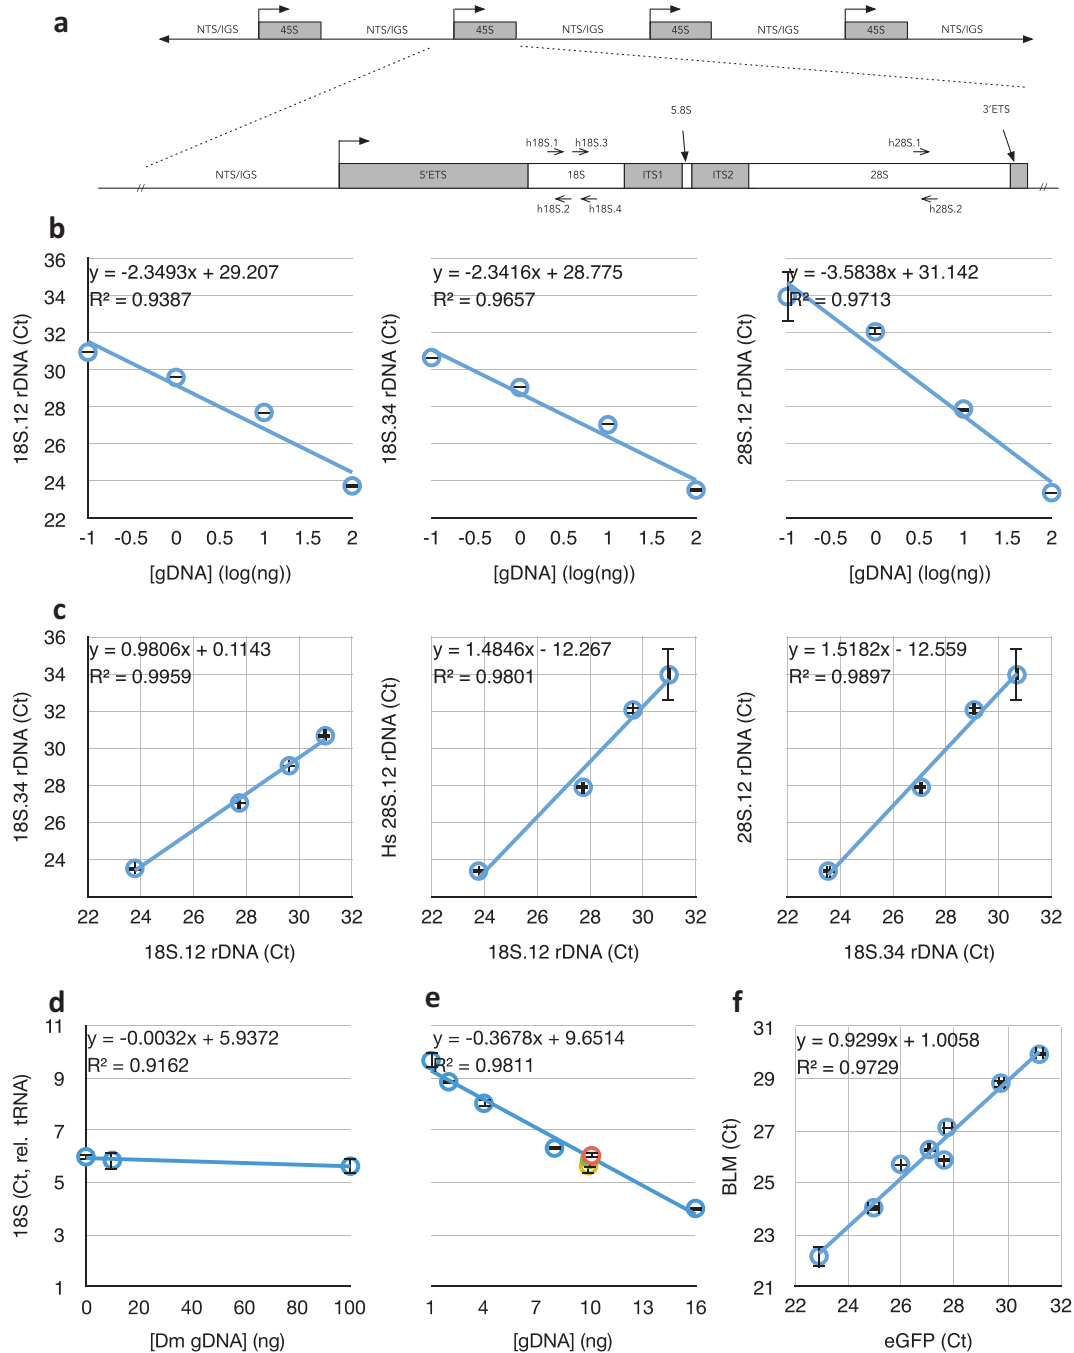 a
NTS/IGS 45S NTS/IGS 45S NTS/IGS 45S NTS/IGS 45S NTS/IGS
5.8S 3'ETS
h18S.1 h18S.3 h28S.1
NTS/IGS 5'ETS 18S ITS1 ITS2 28S
h18S.2 h18S.4 h28S.2
b
18S.12 rDNA (Ct)
36
34
32
30
28
26
24
22
y = -2.3493x + 29.207
R² = 0.9387
-1 -0.5 0 0.5 1 1.5 2
[gDNA] (log(ng))
18S.34 rDNA (Ct)
y = -2.3416x + 28.775
R² = 0.9657
-1 -0.5 0 0.5 1 1.5 2
[gDNA] (log(ng))
28S.12 rDNA (Ct)
y = -3.5838x + 31.142
R² = 0.9713
-1 -0.5 0 0.5 1 1.5 2
[gDNA] (log(ng))
c
18S.34 rDNA (Ct)
36
34
32
30
28
26
24
y = 0.9806x + 0.1143
R² = 0.9959
22 24 26 28 30 32
18S.12 rDNA (Ct)
Hs 28S.12 rDNA (Ct)
y = 1.4846x - 12.267
R² = 0.9801
22 24 26 28 30 32
18S.12 rDNA (Ct)
28S.12 rDNA (Ct)
y = 1.5182x - 12.559
R² = 0.9897
22 24 26 28 30 32
18S.34 rDNA (Ct)
d
18S (Ct, rel. tRNA)
11
9
7
5
3
1
y = -0.0032x + 5.9372
R² = 0.9162
0 20 40 60 80 100
[Dm gDNA] (ng)
e
y = -0.3678x + 9.6514
R² = 0.9811
1 4 7 10 13 16
[gDNA] (ng)
f
BLM (Ct)
31
29
27
25
23
21
y = 0.9299x + 1.0058
R² = 0.9729
22 24 26 28 30 32
eGFP (Ct)